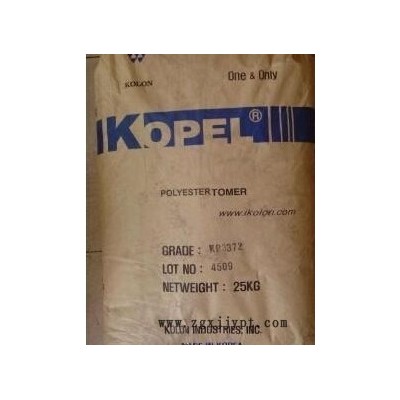 KOLON
One & Only
KOPEL®
POLYESTERTOMER
www.ikolon.com
GRADE : KP3372
LOT NO : 4509
NETWEIGHT : 25KG
www.zgxjjypt.com
KOLON INDUSTRIES, INC.
MADE IN KOREA